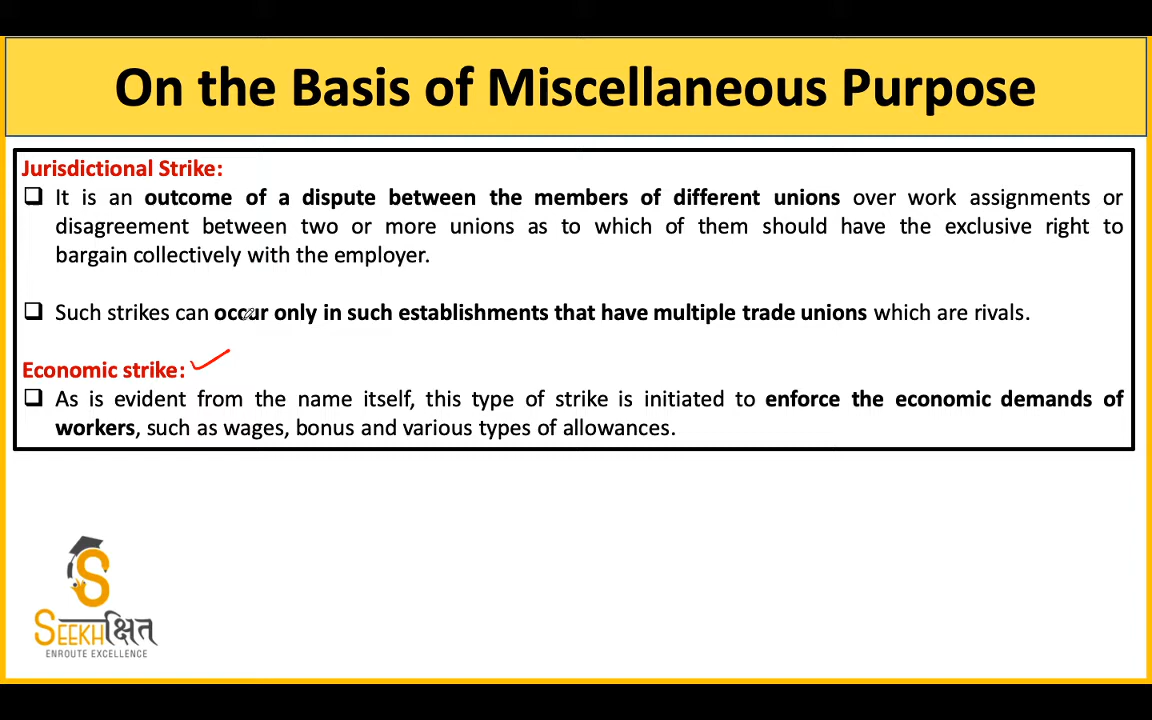 On the Basis of Miscellaneous Purpose
Jurisdictional Strike:
❑ It is an outcome of a dispute between the members of different unions over work assignments or
disagreement between two or more unions as to which of them should have the exclusive right to
bargain collectively with the employer.
❑ Such strikes can occur only in such establishments that have multiple trade unions which are rivals.
Economic strike:
❑ As is evident from the name itself, this type of strike is initiated to enforce the economic demands of
workers, such as wages, bonus and various types of allowances.
S
SEEKHक्षित
ENROUTE EXCELLENCE